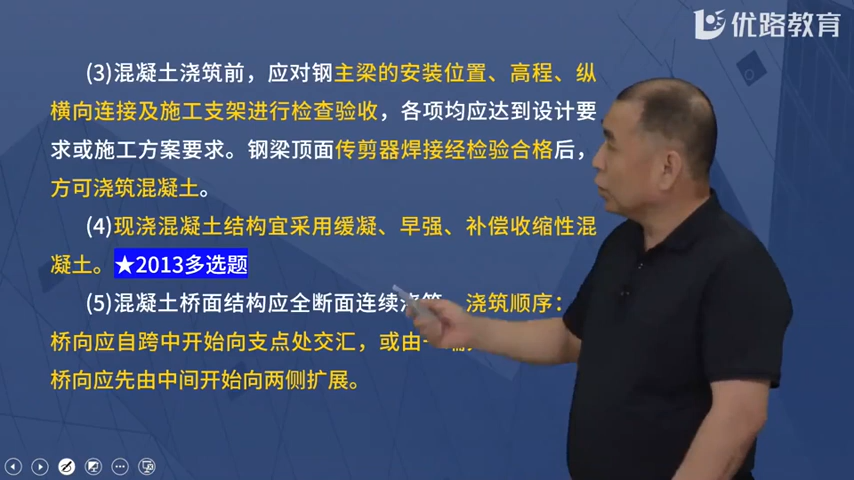 优路教育
(3)混凝土浇筑前，应对钢主梁的安装位置、高程、纵
横向连接及施工支架进行检查验收，各项均应达到设计要
求或施工方案要求。钢梁顶面传剪器焊接经检验合格后，
方可浇筑混凝土。
(4)现浇混凝土结构宜采用缓凝、早强、补偿收缩性混
凝土。★2013多选题
(5)混凝土桥面结构应全断面连续浇筑 浇筑顺序：
桥向应自跨中开始向支点处交汇，或由一
桥向应先由中间开始向两侧扩展。